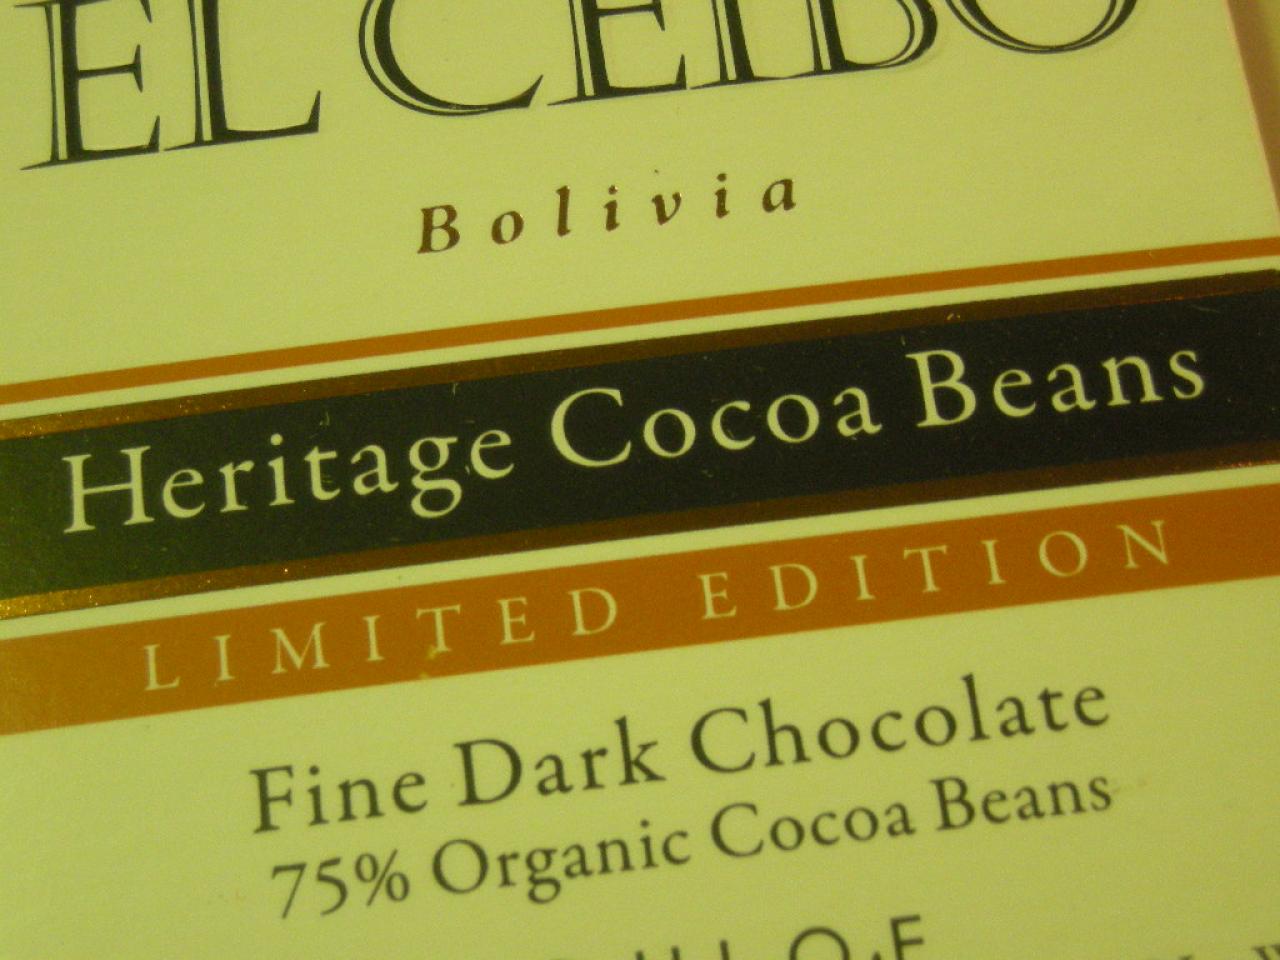 EL CEIBO
Bolivia
Heritage Cocoa Beans
LIMITED EDITION
Fine Dark Chocolate
75% Organic Cocoa Beans